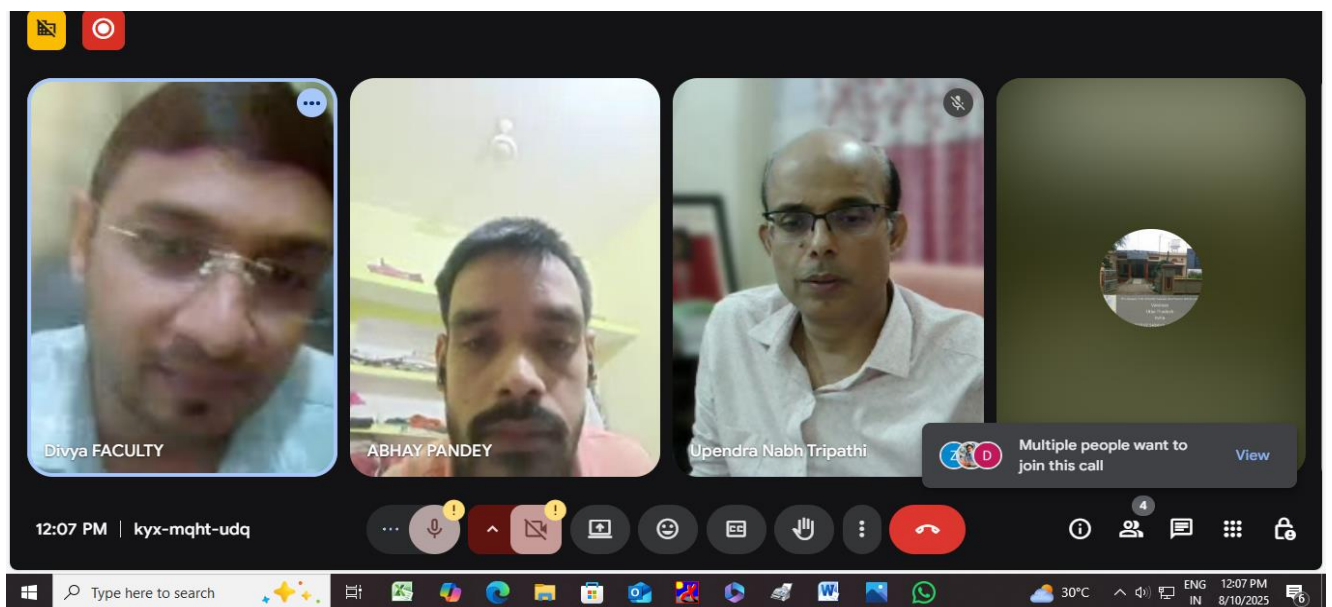 Divya FACULTY
ABHAY PANDEY
Upendra Nabh Tripathi
Z
D
Multiple people want to
join this call
View
12:07 PM | kyx-mqht-udq
CC
4
Type here to search
30°C
ENG
IN
12:07 PM
8/10/2025
6